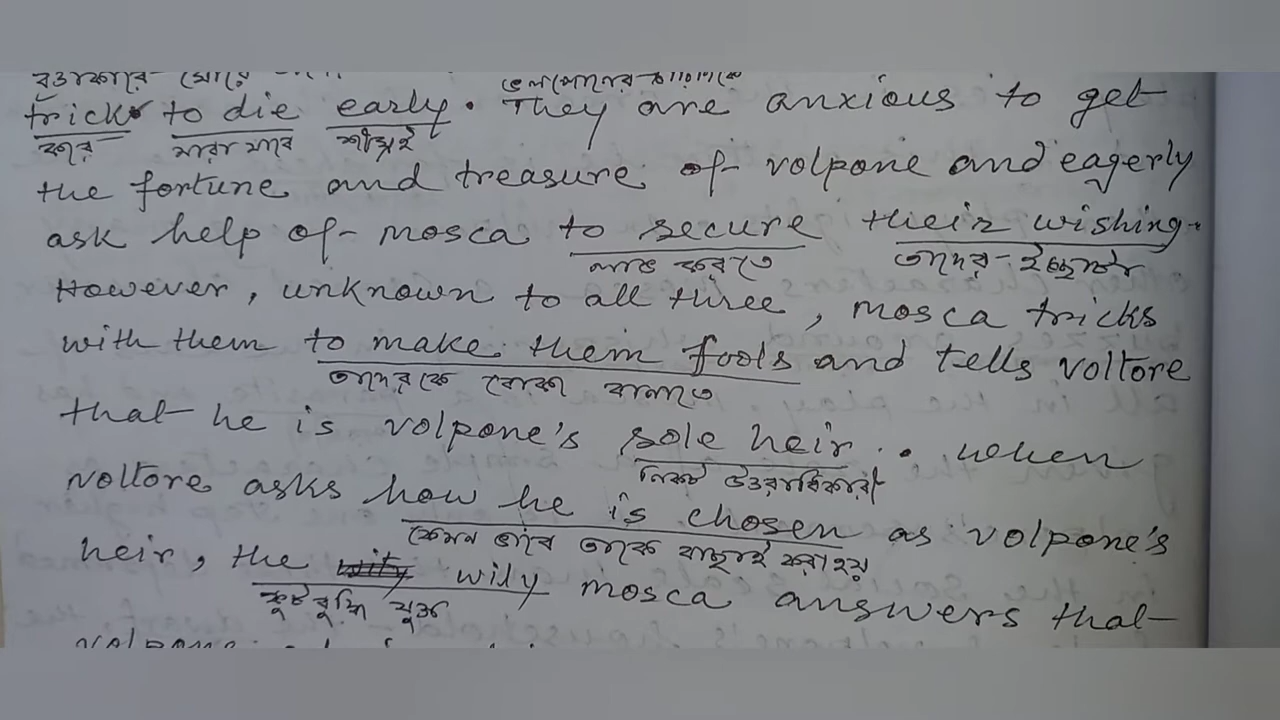 trick to die early. They are anxious to get
করে মারা যাবে শীঘ্রই
the fortune and treasure of volpone and eagerly
ask help of mosca to secure their wishing.
লাভ করতে তাদের ইচ্ছাটা
However, unknown to all three, mosca tricks
with them to make them fools and tells voltore
তাদেরকে বোকা বানাতে
that he is volpone's sole heir. when
নিকট উত্তরাধিকারী
voltore asks how he is chosen as volpone's
কেমন ভাবে তাকে বাছাই করা হয়
heir, the wily mosca answers that
কূটবুদ্ধি যুক্ত